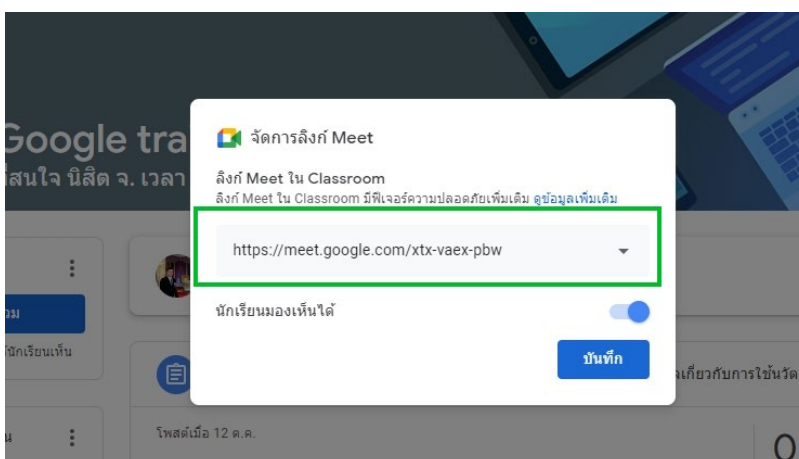 Google tra
จัดการลิงก์ Meet
สนใจ นิสิต จ. เวลา
ลิงก์ Meet ใน Classroom
ลิงก์ Meet ใน Classroom มีฟีเจอร์ความปลอดภัยเพิ่มเติม ดูข้อมูลเพิ่มเติม
https://meet.google.com/xtx-vaex-pbw
นักเรียนมองเห็นได้
นักเรียนเห็น
บันทึก
เกี่ยวกับการใช้นวัต
โพสต์เมื่อ 12 ต.ค.
0